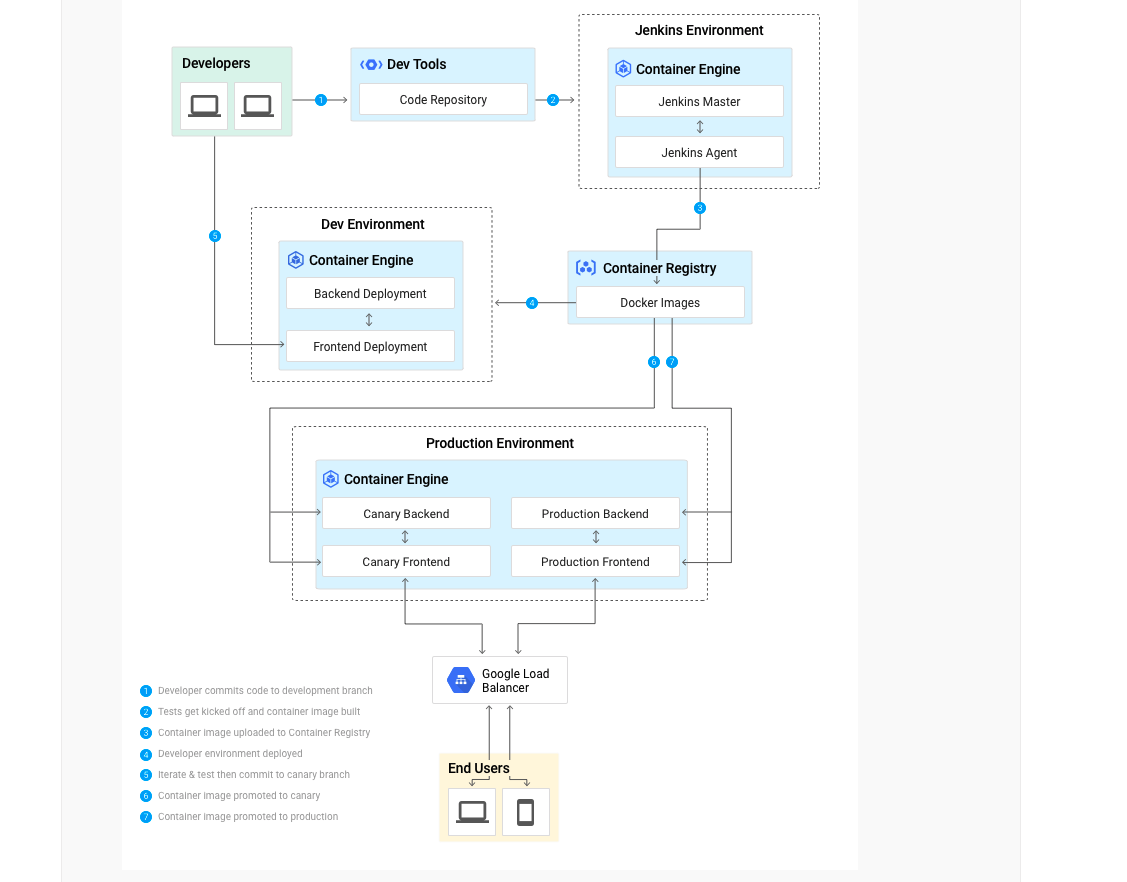 Jenkins Environment
Developers
Dev Tools
Container Engine
Code Repository
1
2
Jenkins Master
Jenkins Agent
3
Dev Environment
5
Container Engine
Container Registry
Backend Deployment
4
Docker Images
Frontend Deployment
6
7
Production Environment
Container Engine
Canary Backend
Production Backend
Canary Frontend
Production Frontend
Google Load
Balancer
1 Developer commits code to development branch
2 Tests get kicked off and container image built
3 Container image uploaded to Container Registry
4 Developer environment deployed
5 Iterate & test then commit to canary branch
6 Container image promoted to canary
7 Container image promoted to production
End Users